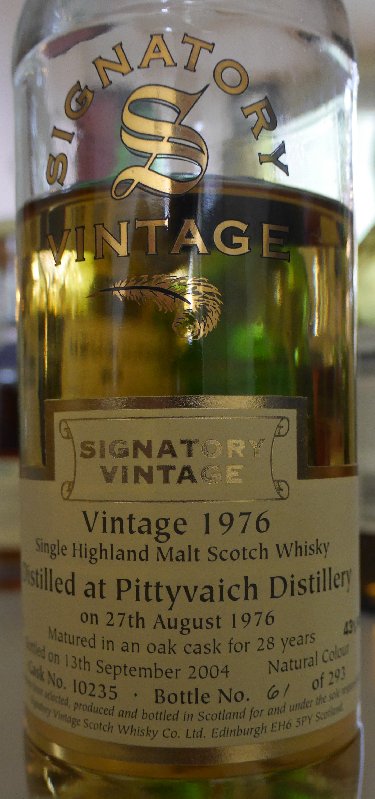 SIGNATORY
S
VINTAGE
SIGNATORY
VINTAGE
Vintage 1976
Single Highland Malt Scotch Whisky
Distilled at Pittyvaich Distillery
on 27th August 1976
Matured in an oak cask for 28 years 43%
Bottled on 13th September 2004 Natural Colour
Cask No. 10235 · Bottle No. 61 of 293
selected, produced and bottled in Scotland for and under the sole
Signatory Vintage Scotch Whisky Co. Ltd. Edinburgh EH6 5PY Scotland